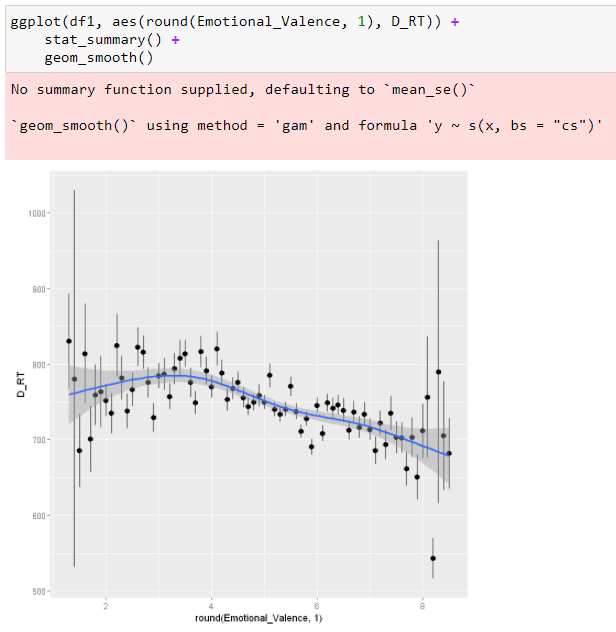 ggplot(df1, aes(round(Emotional_Valence, 1), D_RT)) +
    stat_summary() +
    geom_smooth()
No summary function supplied, defaulting to `mean_se()`
`geom_smooth()` using method = 'gam' and formula 'y ~ s(x, bs = "cs")'
1000
900
800
700
600
500
D_RT
2 4 6 8
round(Emotional_Valence, 1)